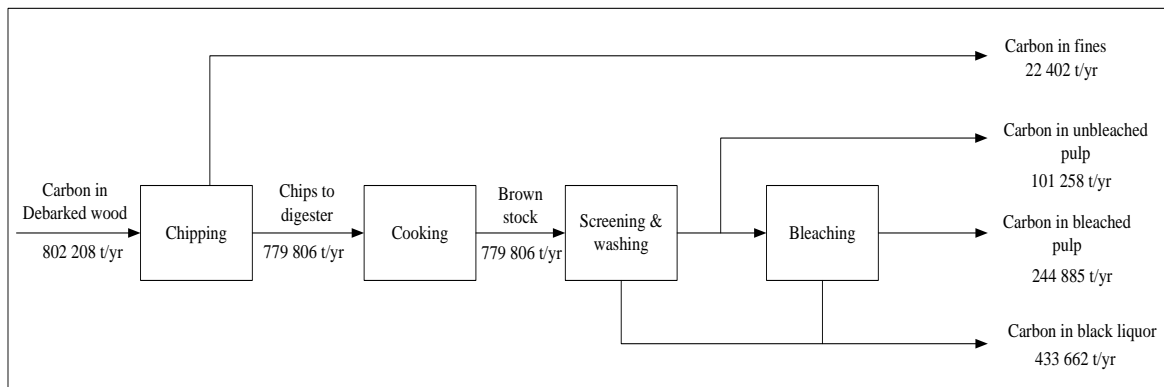 Carbon in fines
22 402 t/yr
Carbon in unbleached
pulp
101 258 t/yr
Carbon in
Debarked wood
802 208 t/yr
Chipping
Chips to
digester
779 806 t/yr
Cooking
Brown
stock
779 806 t/yr
Screening &
washing
Bleaching
Carbon in bleached
pulp
244 885 t/yr
Carbon in black liquor
433 662 t/yr